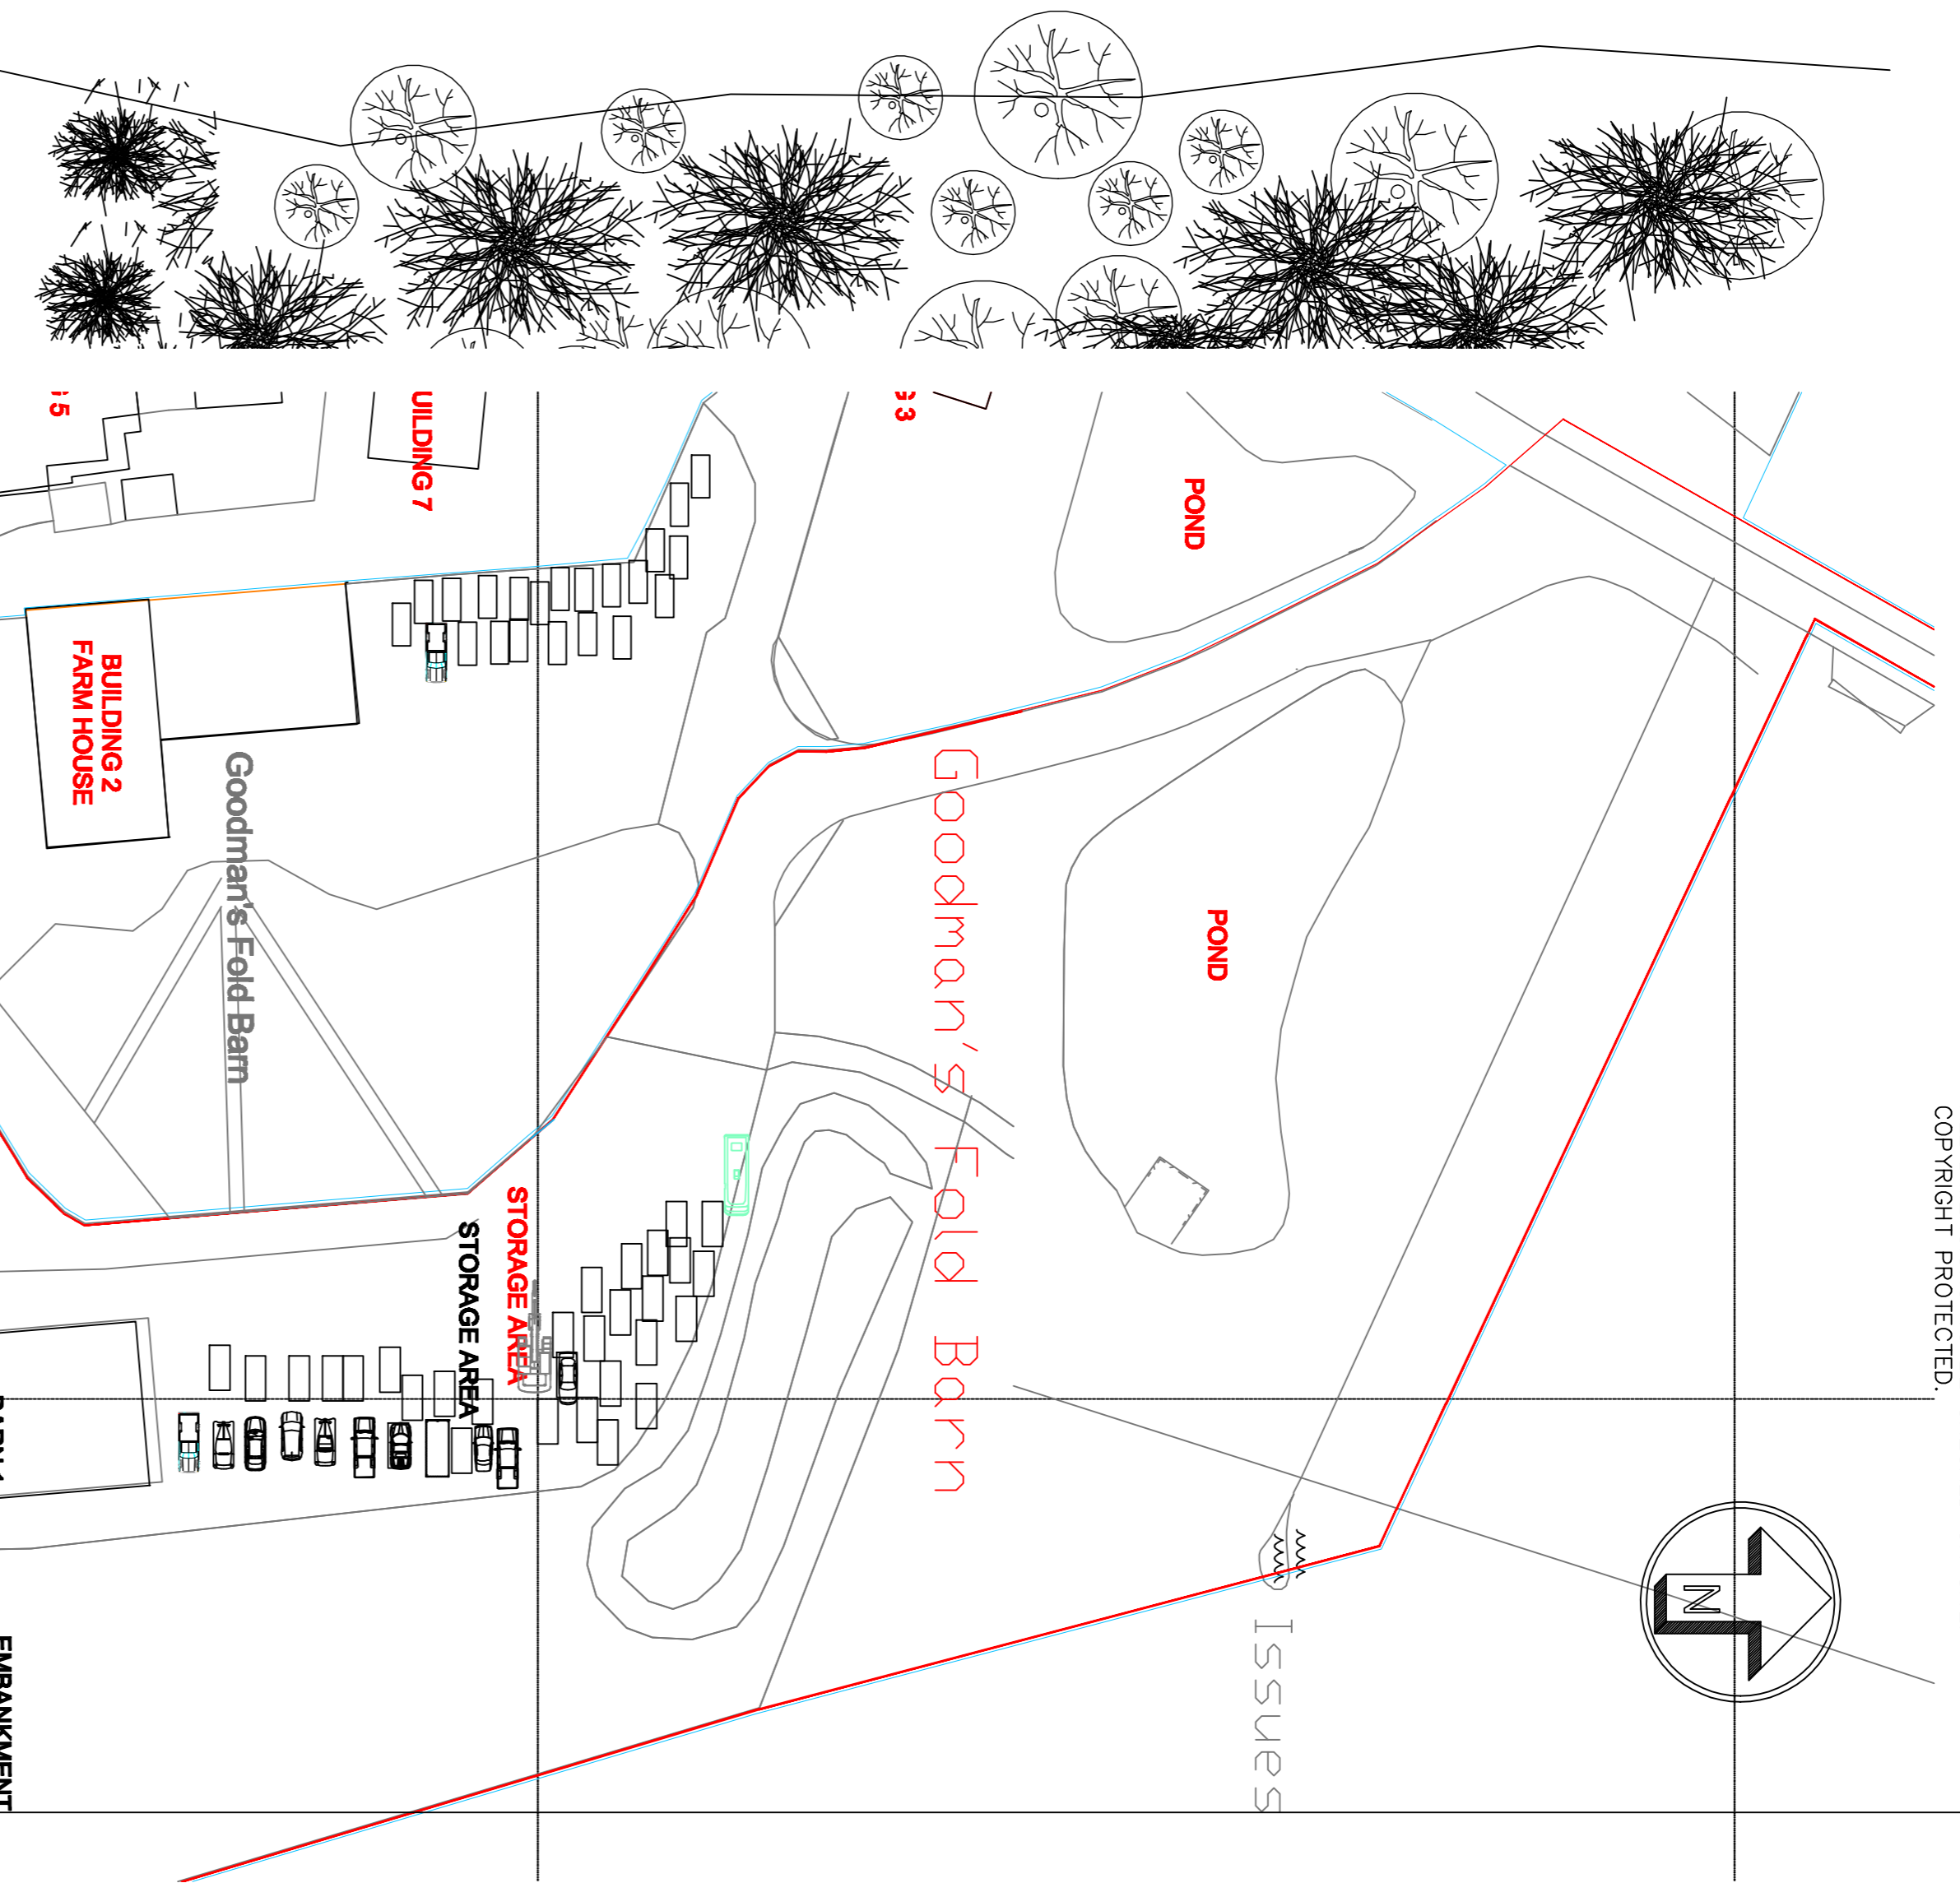 UILDING 7
G 3
POND
BUILDING 2
FARM HOUSE
Goodman's Fold Barn
Goodman's Fold Barn
POND
COPYRIGHT PROTECTED.
STORAGE AREA
STORAGE AREA
Issues
N
EMBANKMENT